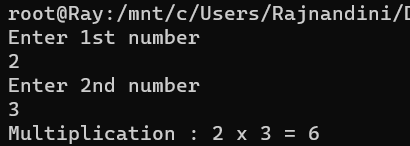 root@Ray:/mnt/c/Users/Rajnandini/
Enter 1st number
2
Enter 2nd number
3
Multiplication : 2 x 3 = 6